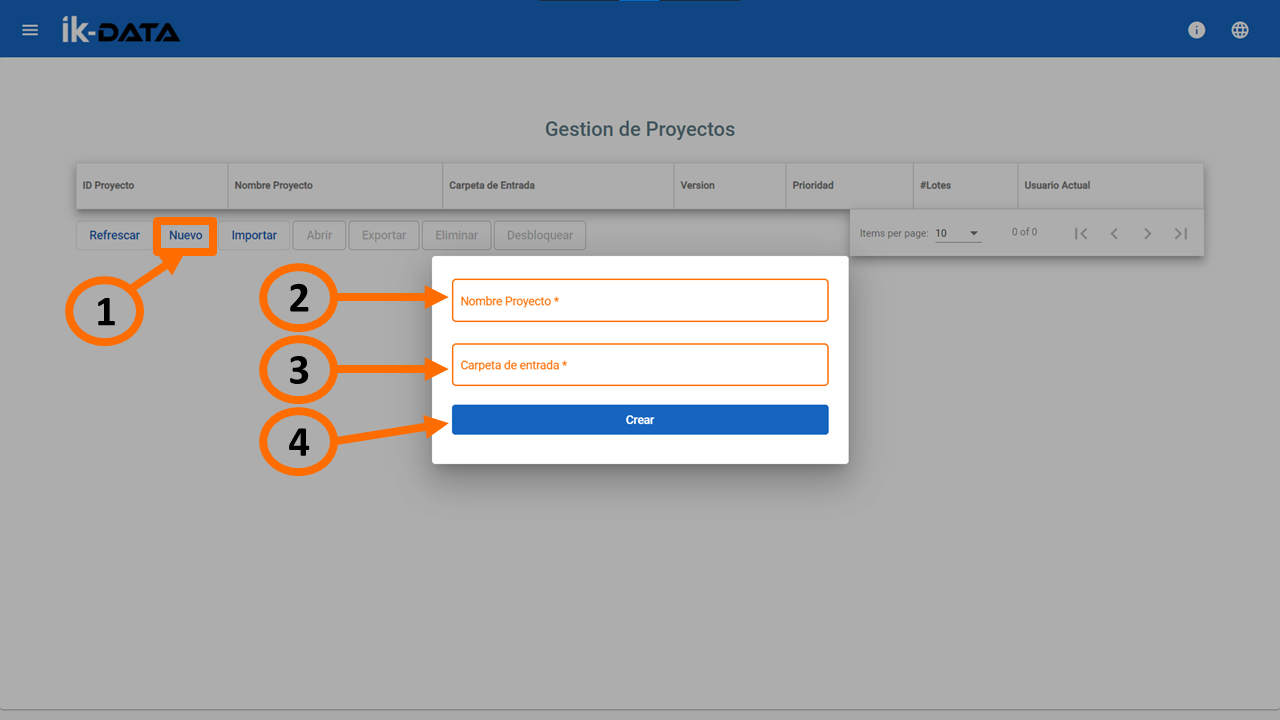 ik-DATA
Gestion de Proyectos
ID Proyecto Nombre Proyecto Carpeta de Entrada Version Prioridad #Lotes Usuario Actual
Refrescar Nuevo Importar Abrir Exportar Eliminar Desbloquear Items per page: 10 0 of 0
1
2 Nombre Proyecto *
3 Carpeta de entrada *
4 Crear